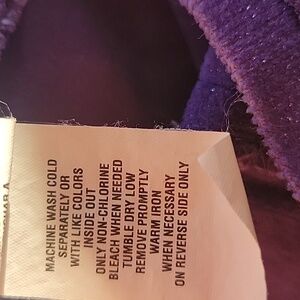 MACHINE WASH COLD
SEPARATELY OR
WITH LIKE COLORS
INSIDE OUT
ONLY NON-CHLORINE
BLEACH WHEN NEEDED
TUMBLE DRY LOW
REMOVE PROMPTLY
WARM IRON
WHEN NECESSARY
ON REVERSE SIDE ONLY